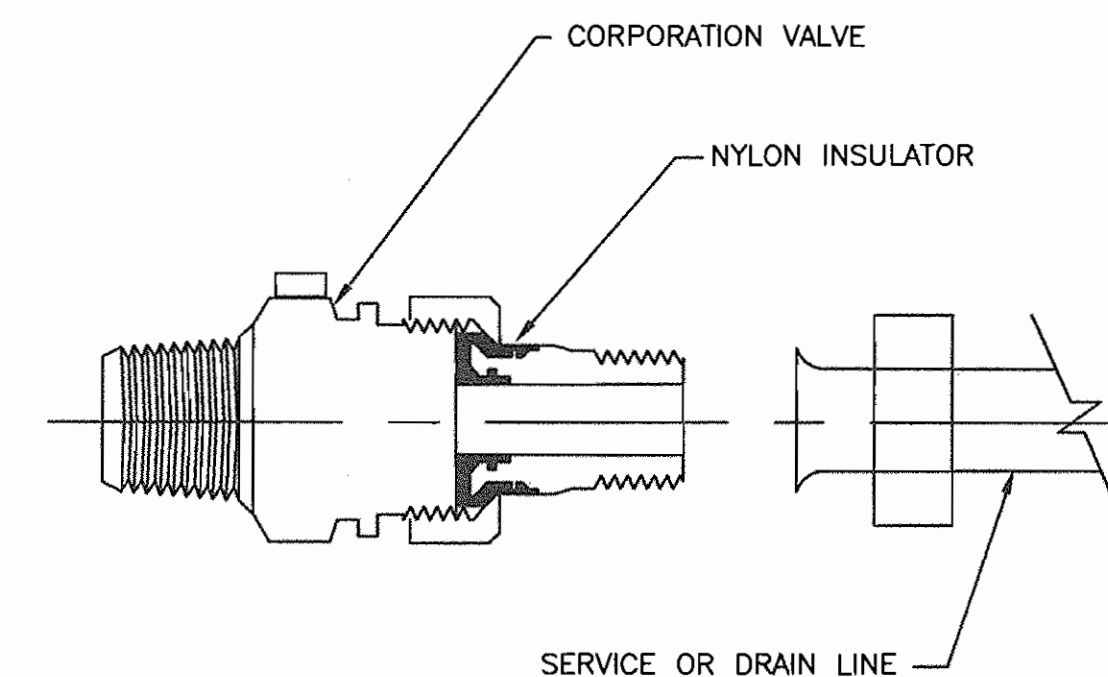 CORPORATION VALVE
NYLON INSULATOR
SERVICE OR DRAIN LINE